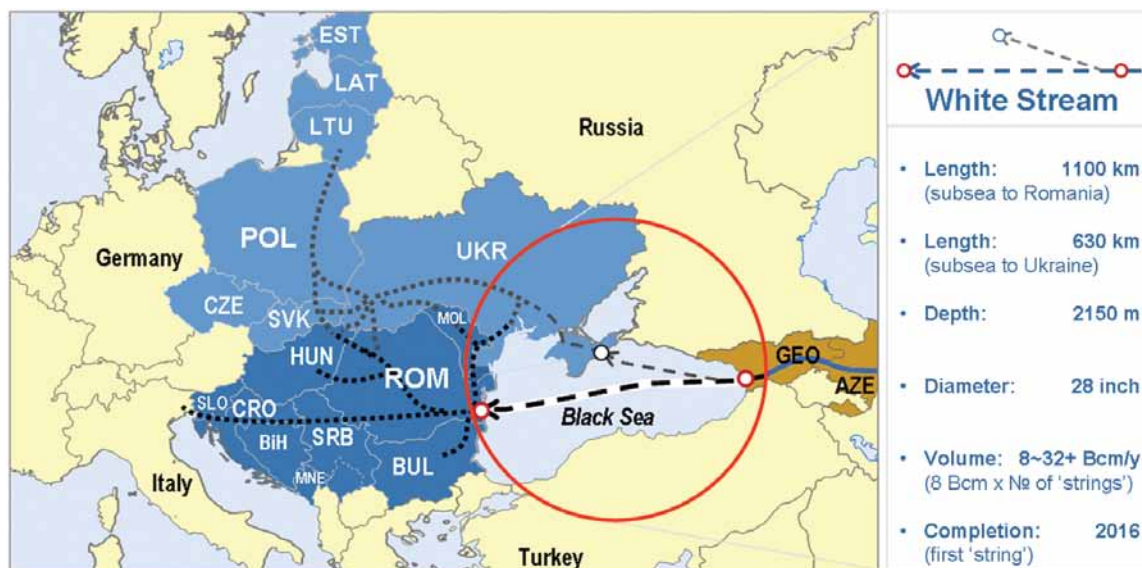 EST
LAT
LTU
Russia
POL
UKR
Germany
CZE
SVK
MOL
HUN
ROM
GEO
AZE
SLO
CRO
Black Sea
BiH
SRB
BUL
MNE
Italy
Turkey
White Stream
• Length: 1100 km
(subsea to Romania)
• Length: 630 km
(subsea to Ukraine)
• Depth: 2150 m
• Diameter: 28 inch
• Volume: 8~32+ Bcm/y
(8 Bcm x № of ‘strings’)
• Completion: 2016
(first ‘string’)